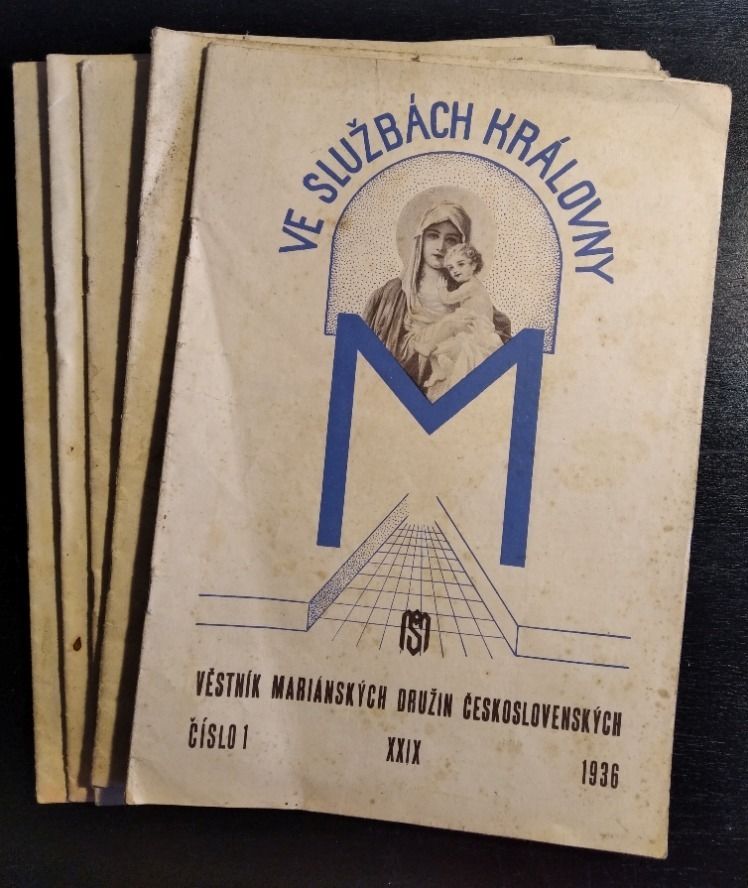 VE SLUŽBÁCH KRÁLOVNY
M
VĚSTNÍK MARIÁNSKÝCH DRUŽIN ČESKOSLOVENSKÝCH
ČÍSLO 1 XXIX 1936